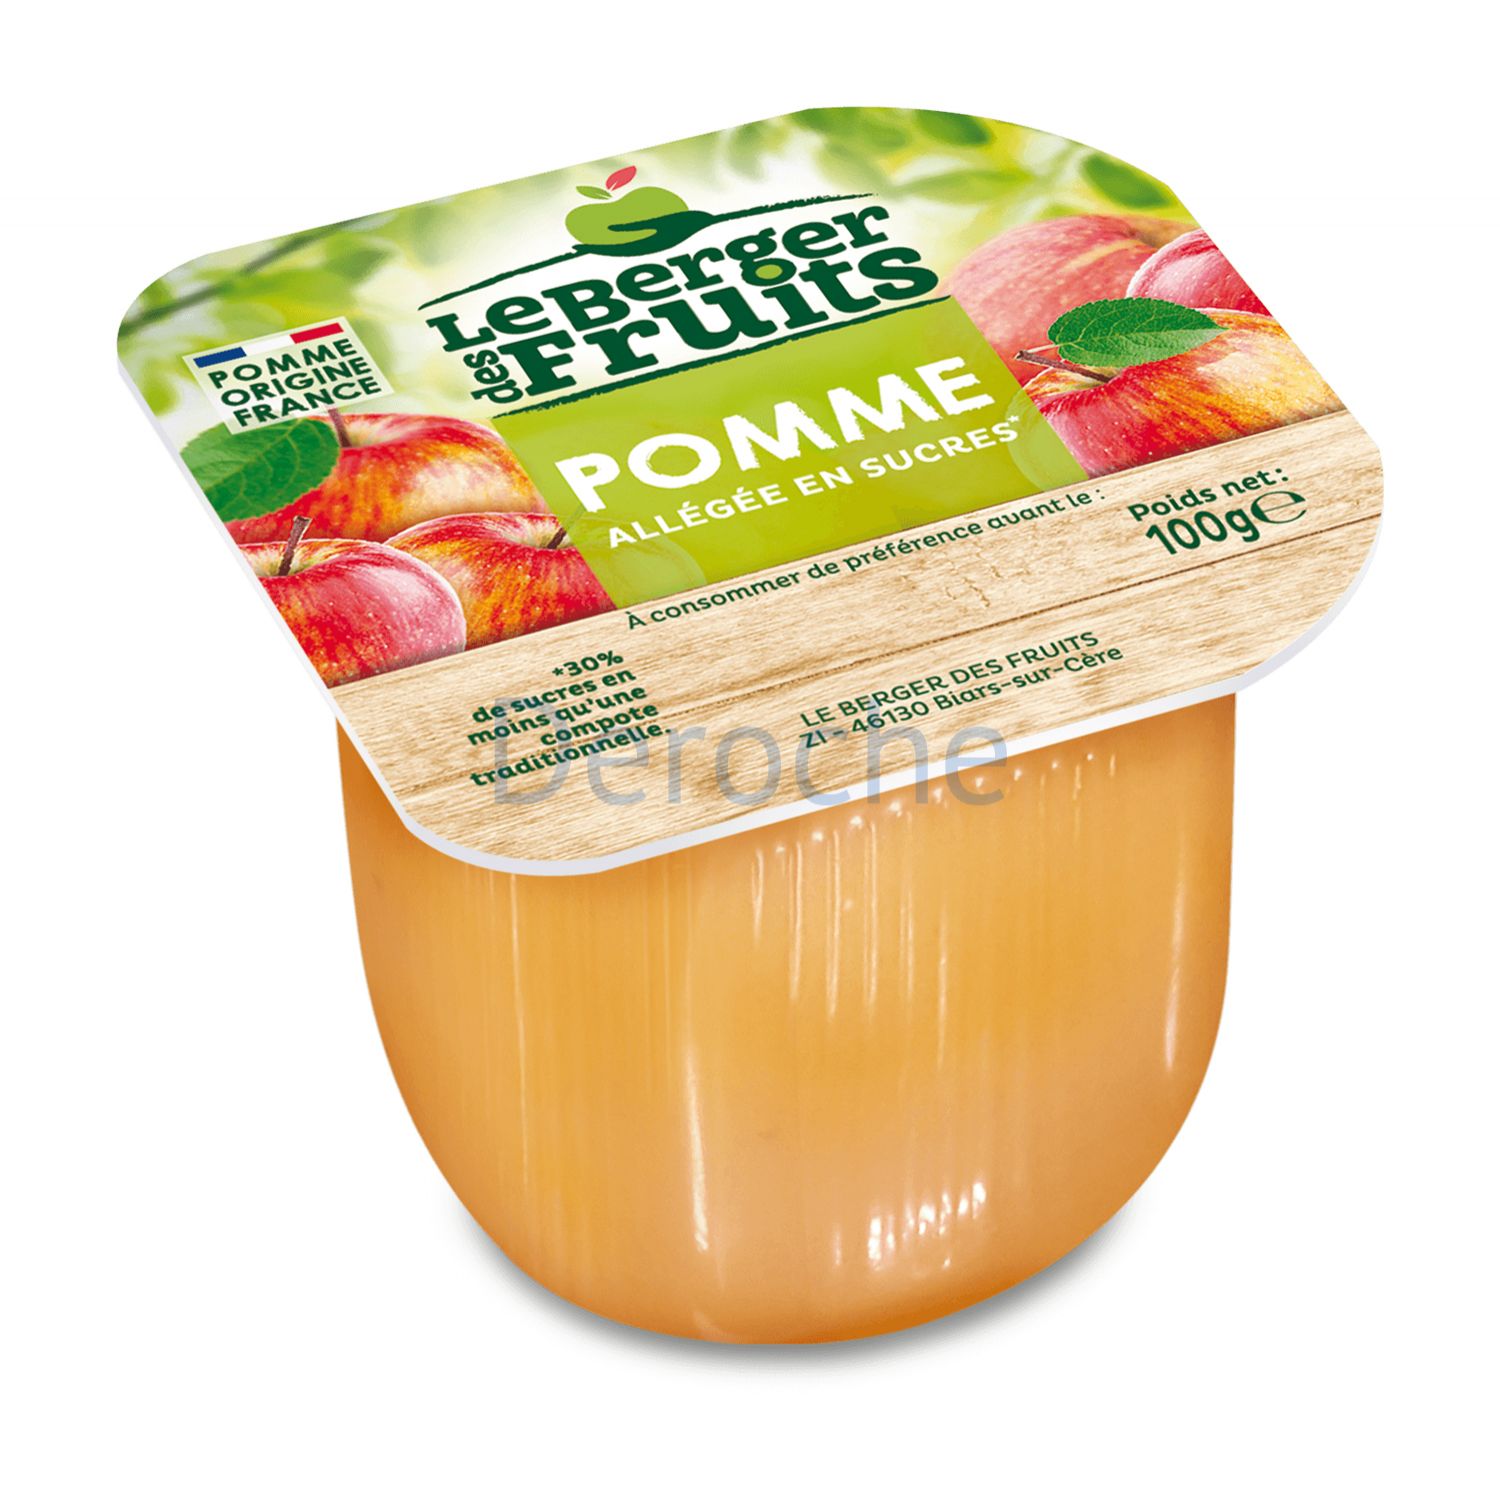 Le Berger
des Fruits
POMME
ORIGINE
FRANCE
POMME
ALLÉGÉE EN SUCRES*
À consommer de préférence avant le :
Poids net :
100g℮
*30%
de sucres en
moins qu'une
compote
traditionnelle.
LE BERGER DES FRUITS
ZI - 46130 Biars-sur-Cère
Deroche